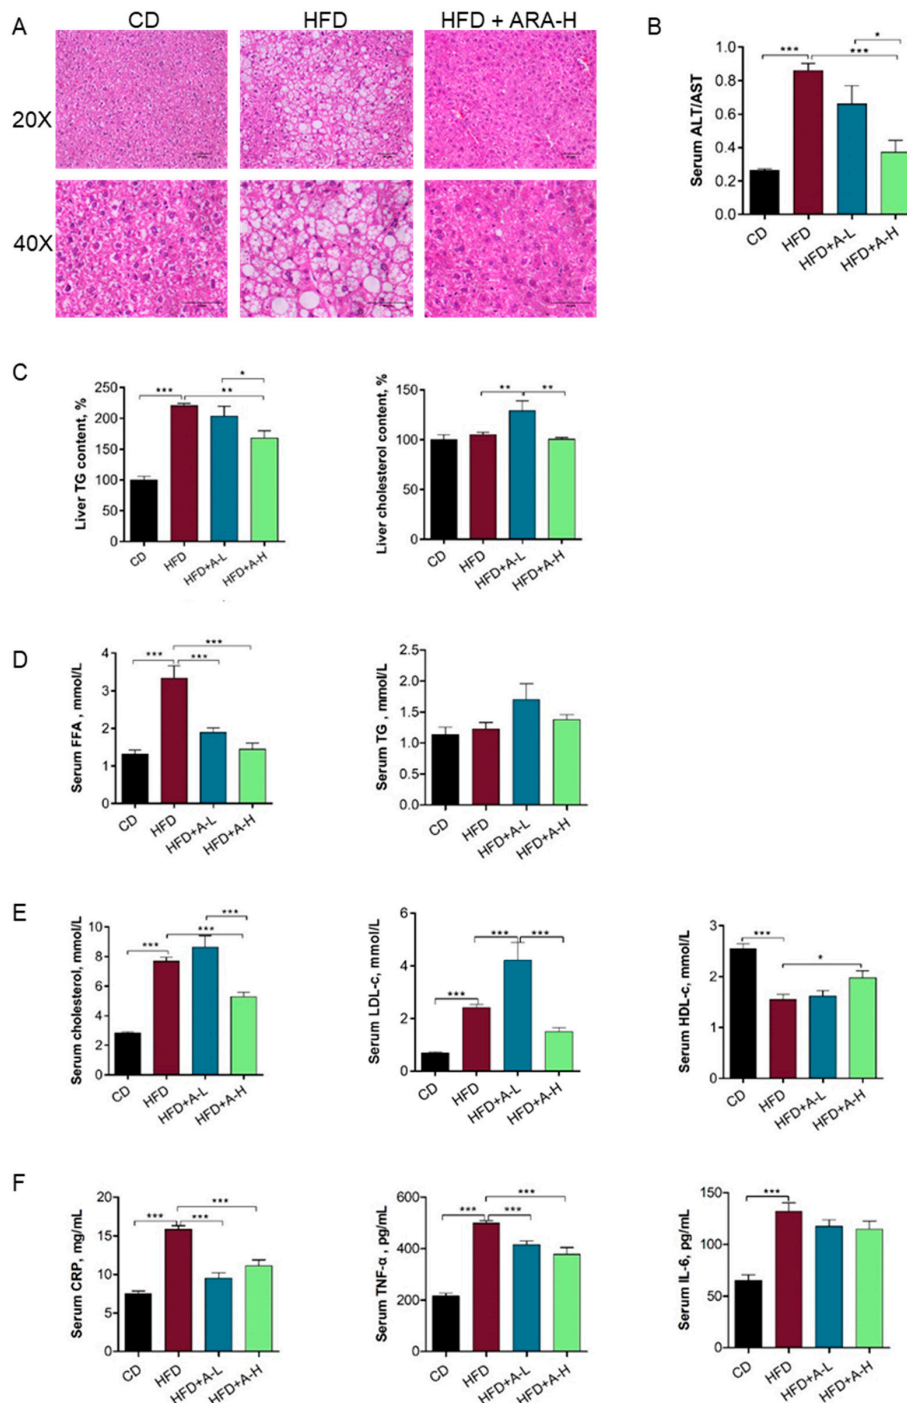 A
CD
HFD
HFD + ARA-H
20X
40X
B
Serum ALT/AST
1.0
0.8
0.6
0.4
0.2
0.0
***
***
*
CD
HFD
HFD+A-L
HFD+A-H
C
Liver TG content, %
250
200
150
100
50
0
***
**
*
CD
HFD
HFD+A-L
HFD+A-H
Liver cholesterol content, %
150
100
50
0
**
**
CD
HFD
HFD+A-L
HFD+A-H
D
Serum FFA , mmol/L
4
3
2
1
0
***
***
***
CD
HFD
HFD+A-L
HFD+A-H
Serum TG , mmol/L
2.5
2.0
1.5
1.0
0.5
0.0
CD
HFD
HFD+A-L
HFD+A-H
E
Serum cholesterol, mmol/L
10
8
6
4
2
0
***
***
***
CD
HFD
HFD+A-L
HFD+A-H
Serum LDL-c, mmol/L
6
4
2
0
***
***
***
CD
HFD
HFD+A-L
HFD+A-H
Serum HDL-c, mmol/L
3
2
1
0
***
*
CD
HFD
HFD+A-L
HFD+A-H
F
Serum CRP, mg/mL
20
15
10
5
0
***
***
***
CD
HFD
HFD+A-L
HFD+A-H
Serum TNF-α , pg/mL
600
400
200
0
***
***
***
CD
HFD
HFD+A-L
HFD+A-H
Serum IL-6, pg/mL
150
100
50
0
***
CD
HFD
HFD+A-L
HFD+A-H